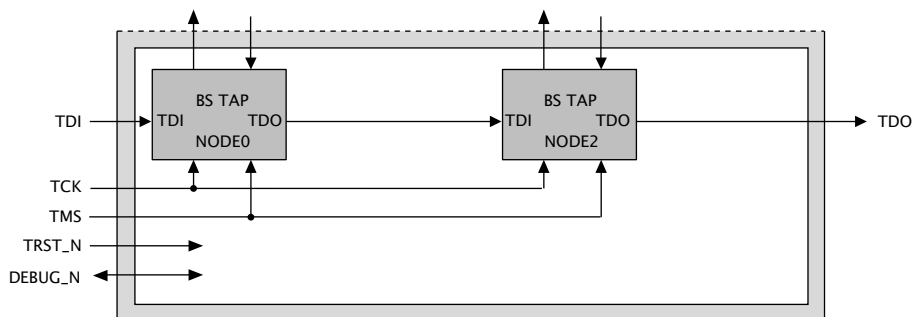 BS TAP
TDI TDO
NODE0
BS TAP
TDI TDO
NODE2
TDI
TDO
TCK
TMS
TRST_N
DEBUG_N